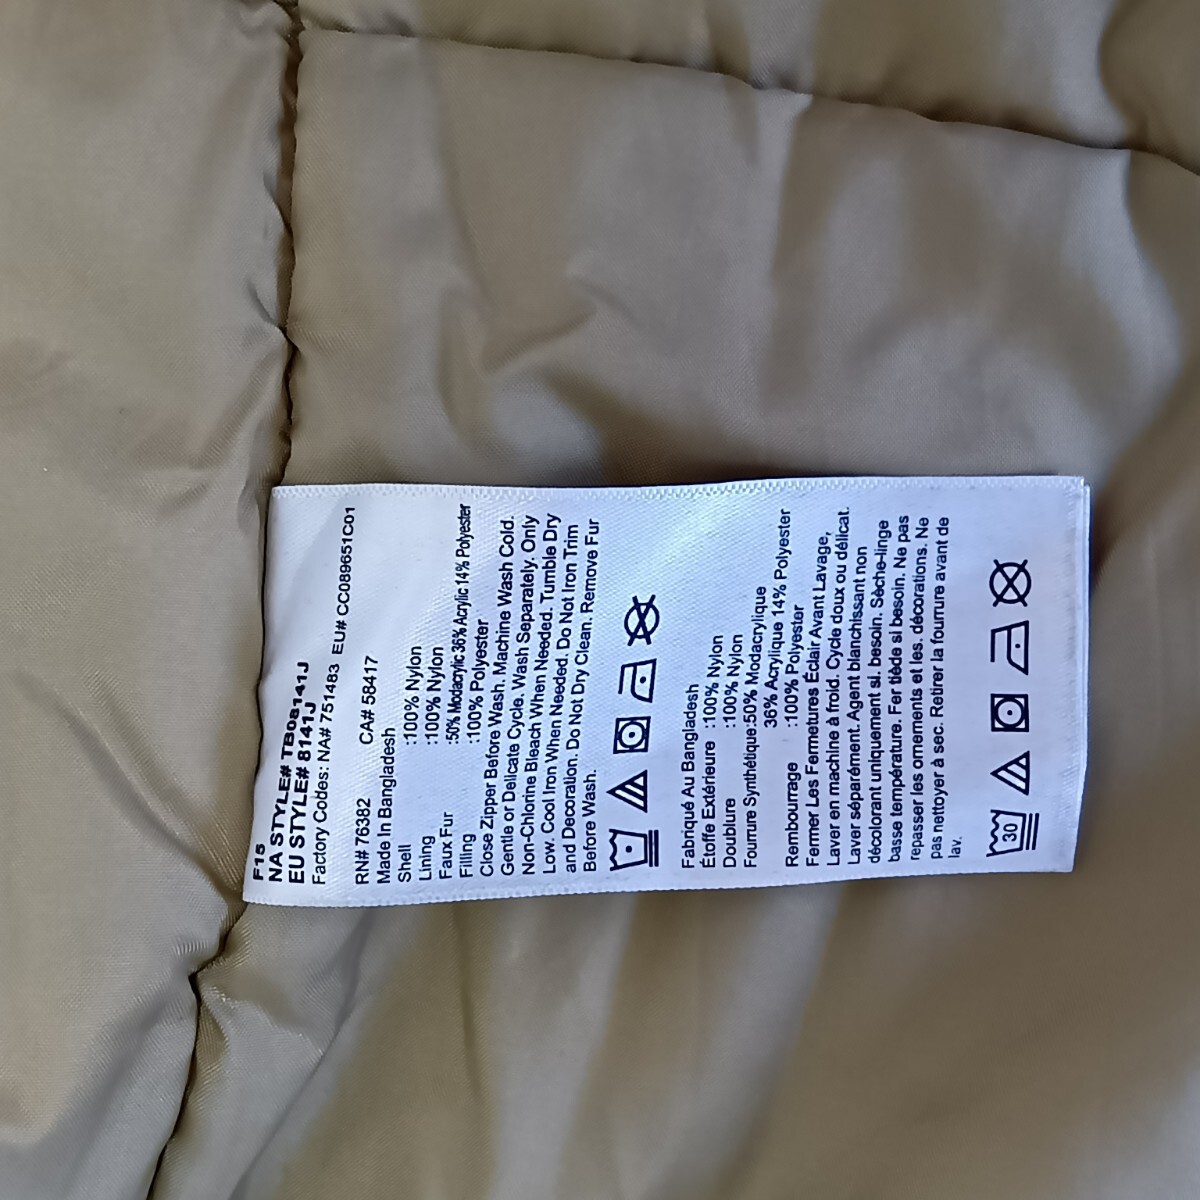 F15
NA STYLE# TB08141J
EU STYLE# 8141J
Factory Codes: NA# 751483 EU# CC089651C01
RN# 76382 CA# 58417
Made In Bangladesh
Shell :100% Nylon
Lining :100% Nylon
Faux Fur :50% Modacrylic 36% Acrylic 14% Polyester
Filling :100% Polyester
Close Zipper Before Wash. Machine Wash Cold.
Gentle or Delicate Cycle. Wash Separately. Only
Non-Chlorine Bleach When Needed. Tumble Dry
Low. Cool Iron When Needed. Do Not Iron Trim
and Decoration. Do Not Dry Clean. Remove Fur
Before Wash.
Fabriqué Au Bangladesh
Étoffe Extérieure :100% Nylon
Doublure :100% Nylon
Fourrure Synthétique:50% Modacrylique
36% Acrylique 14% Polyester
Rembourrage :100% Polyester
Fermer Les Fermetures Éclair Avant Lavage,
Laver en machine à froid. Cycle doux ou délicat.
Laver séparément. Agent blanchissant non
décolorant uniquement si. besoin. Sèche-linge
basse température. Fer tiède si besoin. Ne pas
repasser les ornements et les. décorations. Ne
pas nettoyer à sec. Retirer la fourrure avant de
lav.
30